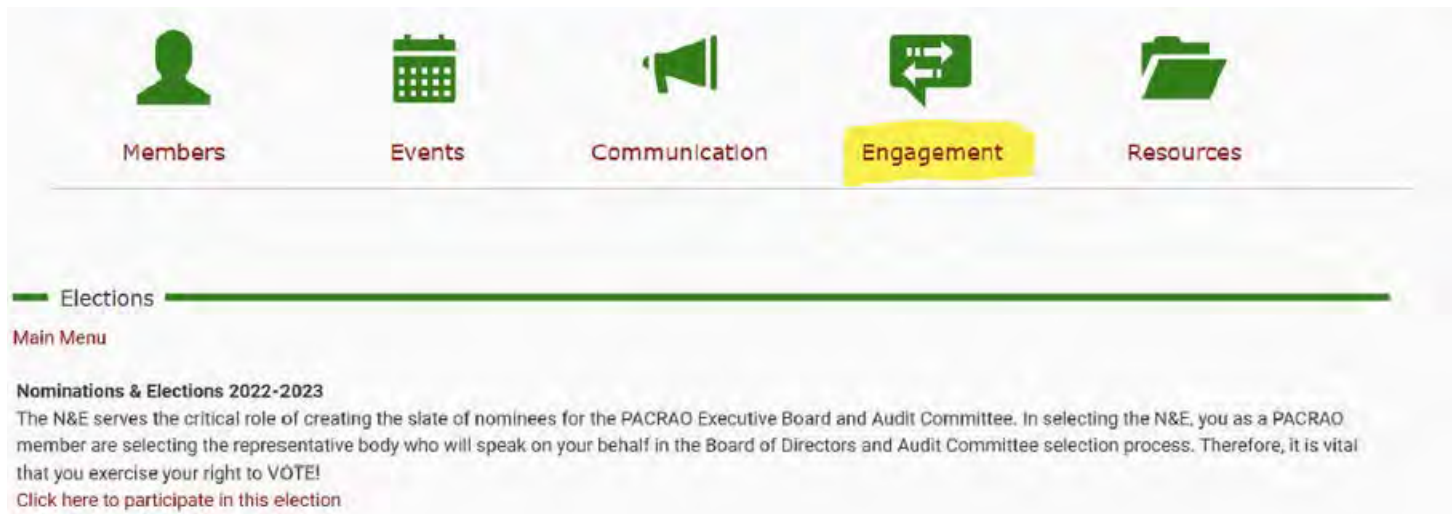 Members Events Communication Engagement Resources
Elections
Main Menu
Nominations & Elections 2022-2023
The N&E serves the critical role of creating the slate of nominees for the PACRAO Executive Board and Audit Committee. In selecting the N&E, you as a PACRAO
member are selecting the representative body who will speak on your behalf in the Board of Directors and Audit Committee selection process. Therefore, it is vital
that you exercise your right to VOTE!
Click here to participate in this election